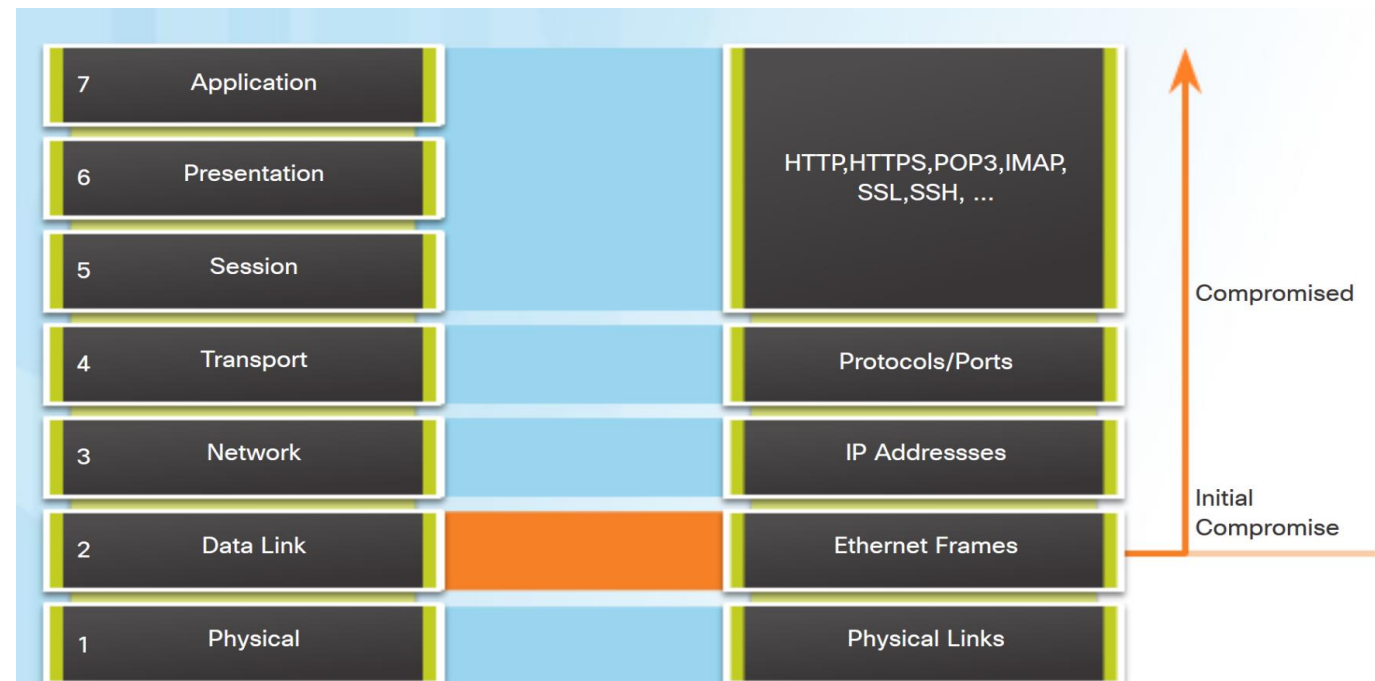 7 Application
6 Presentation
5 Session
4 Transport
3 Network
2 Data Link
1 Physical
HTTP,HTTPS,POP3,IMAP,
SSL,SSH, ...
Protocols/Ports
IP Addressses
Ethernet Frames
Physical Links
Compromised
Initial
Compromise